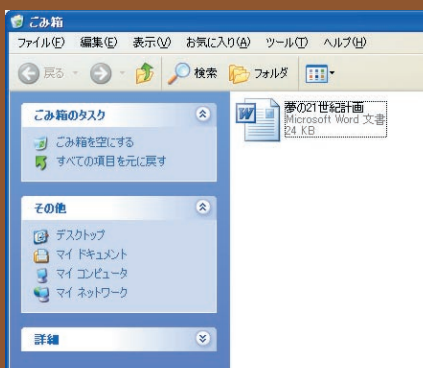 ごみ箱
ファイル(F) 編集(E) 表示(V) お気に入り(A) ツール(T) ヘルプ(H)
戻る 検索 フォルダ
ごみ箱のタスク
ごみ箱を空にする
すべての項目を元に戻す
その他
デスクトップ
マイ ドキュメント
マイ コンピュータ
マイ ネットワーク
詳細
夢の21世紀計画
Microsoft Word 文書
24 KB